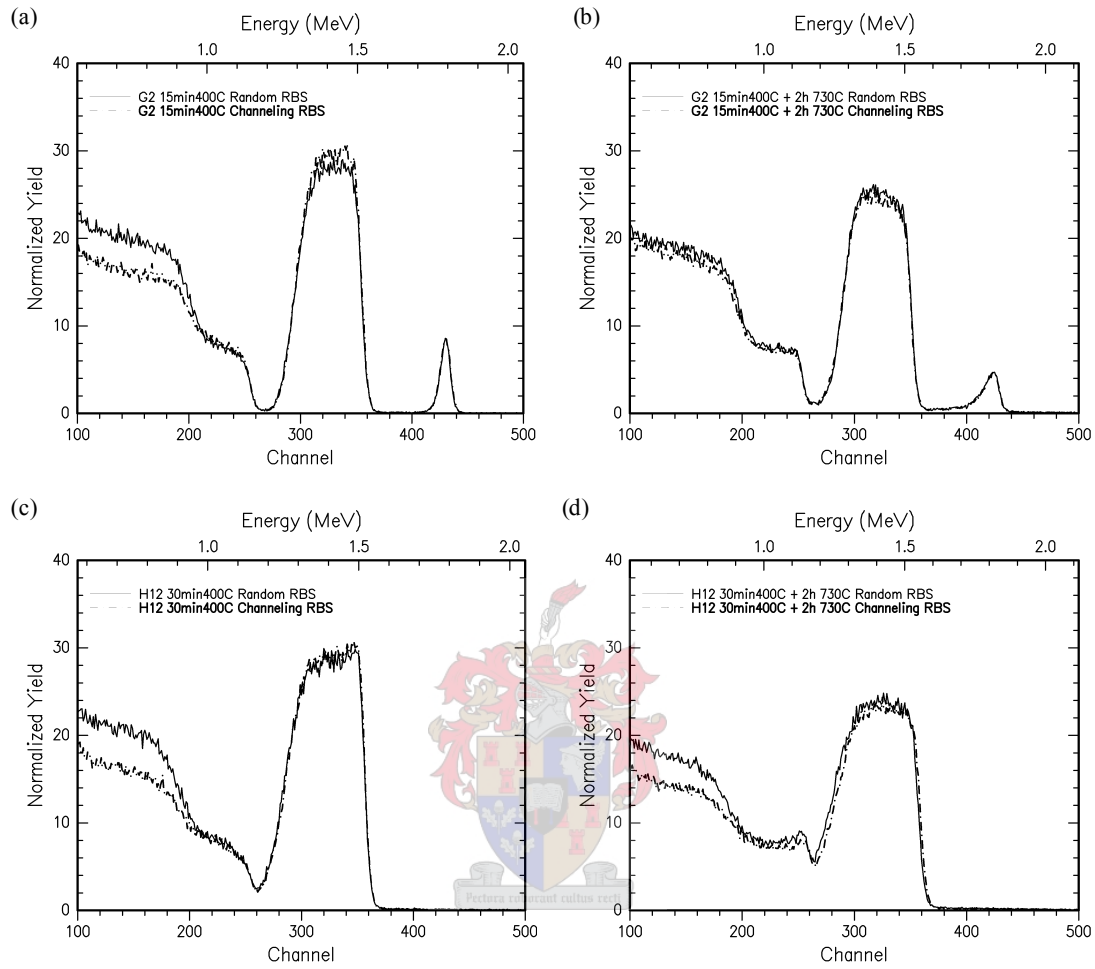 (a)
Energy (MeV)
1.0 1.5 2.0
40
30
20
10
0
Normalized Yield
G2 15min400C Random RBS
G2 15min400C Channeling RBS
100 200 300 400 500
Channel
(b)
Energy (MeV)
1.0 1.5 2.0
40
30
20
10
0
Normalized Yield
G2 15min400C + 2h 730C Random RBS
G2 15min400C + 2h 730C Channeling RBS
100 200 300 400 500
Channel
(c)
Energy (MeV)
1.0 1.5 2.0
40
30
20
10
0
Normalized Yield
H12 30min400C Random RBS
H12 30min400C Channeling RBS
100 200 300 400 500
Channel
(d)
Energy (MeV)
1.0 1.5 2.0
40
30
20
10
0
Normalized Yield
H12 30min400C + 2h 730C Random RBS
H12 30min400C + 2h 730C Channeling RBS
100 200 300 400 500
Channel
Pectora roborant cultus recti